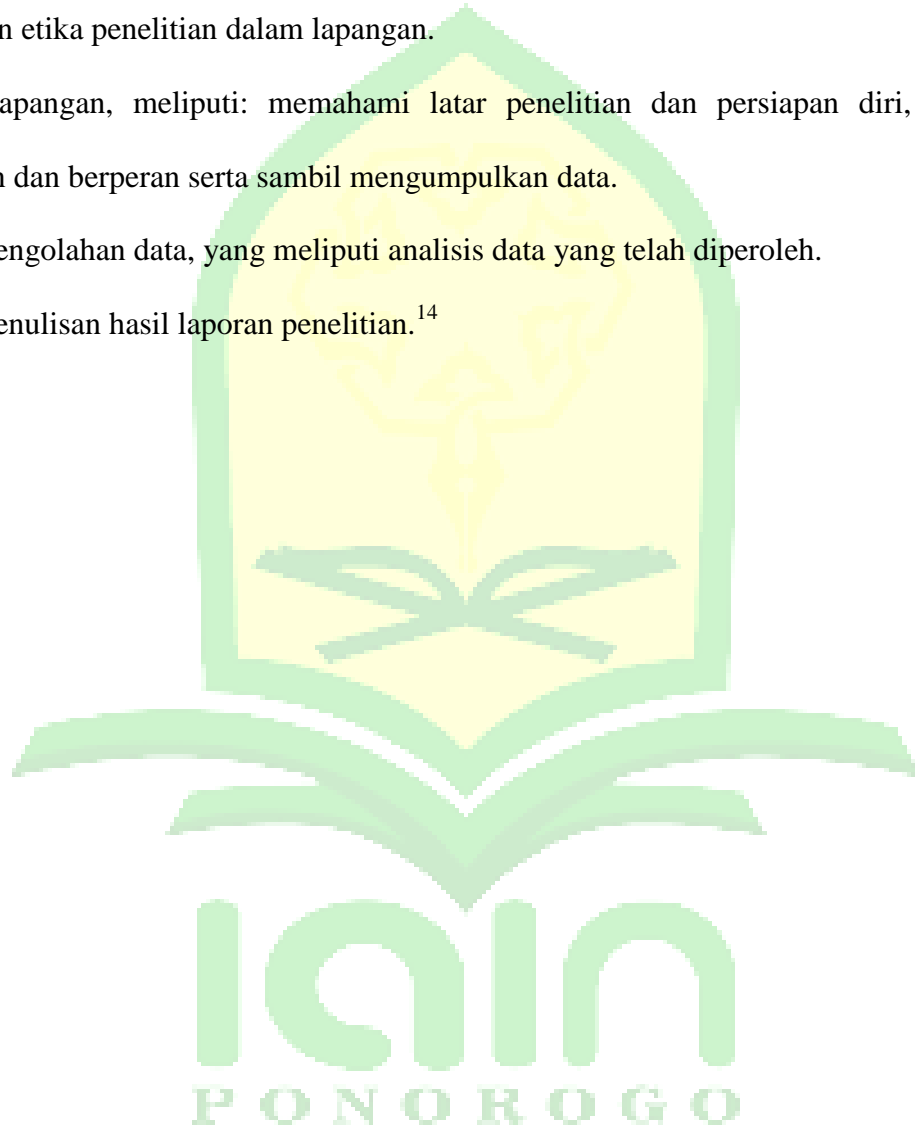 n etika penelitian dalam lapangan.
apangan, meliputi: memahami latar penelitian dan persiapan diri,
n dan berperan serta sambil mengumpulkan data.
engolahan data, yang meliputi analisis data yang telah diperoleh.
enulisan hasil laporan penelitian.14
iain
PONOROGO